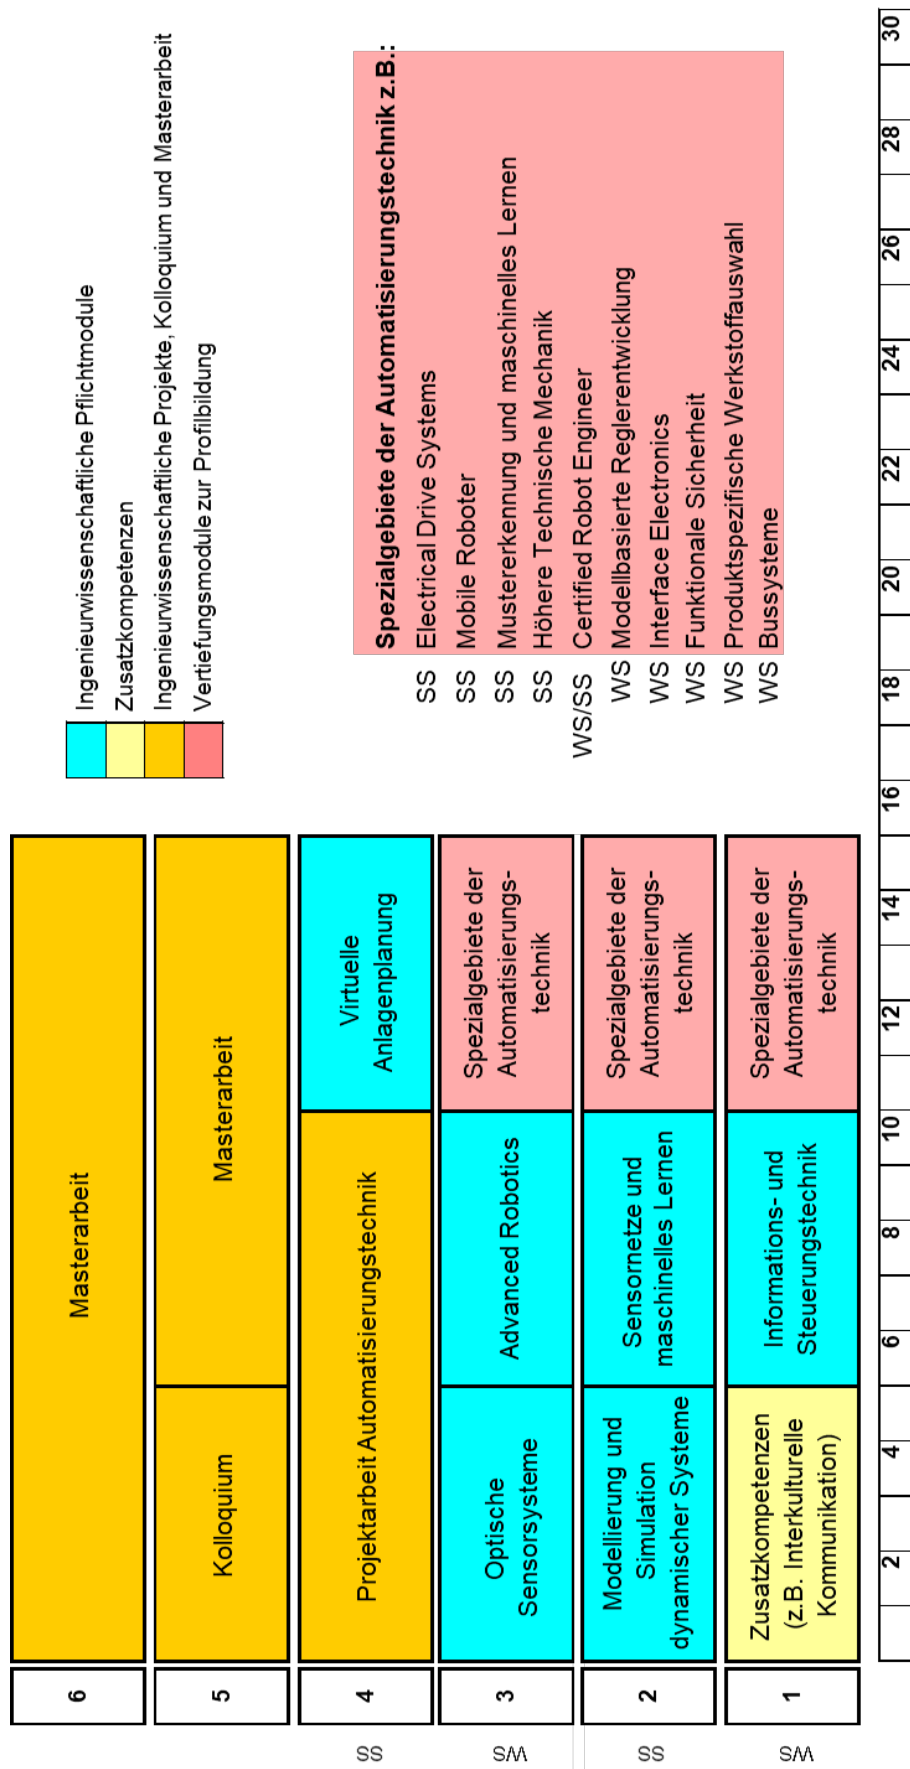 6
Masterarbeit
5
Kolloquium
Masterarbeit
SS
4
Projektarbeit Automatisierungstechnik
Virtuelle
Anlagenplanung
WS
3
Optische
Sensorsysteme
Advanced Robotics
Spezialgebiete der
Automatisierungs-
technik
SS
2
Modellierung und
Simulation
dynamischer Systeme
Sensornetze und
maschinelles Lernen
Spezialgebiete der
Automatisierungs-
technik
WS
1
Zusatzkompetenzen
(z.B. Interkulturelle
Kommunikation)
Informations- und
Steuerungstechnik
Spezialgebiete der
Automatisierungs-
technik
2 4 6 8 10 12 14 16 18 20 22 24 26 28 30
Ingenieurwissenschaftliche Pflichtmodule
Zusatzkompetenzen
Ingenieurwissenschaftliche Projekte, Kolloquium und Masterarbeit
Vertiefungsmodule zur Profilbildung
Spezialgebiete der Automatisierungstechnik z.B.:
SS Electrical Drive Systems
SS Mobile Roboter
SS Mustererkennung und maschinelles Lernen
SS Höhere Technische Mechanik
WS/SS Certified Robot Engineer
WS Modellbasierte Reglerentwicklung
WS Interface Electronics
WS Funktionale Sicherheit
WS Produktspezifische Werkstoffauswahl
WS Bussysteme